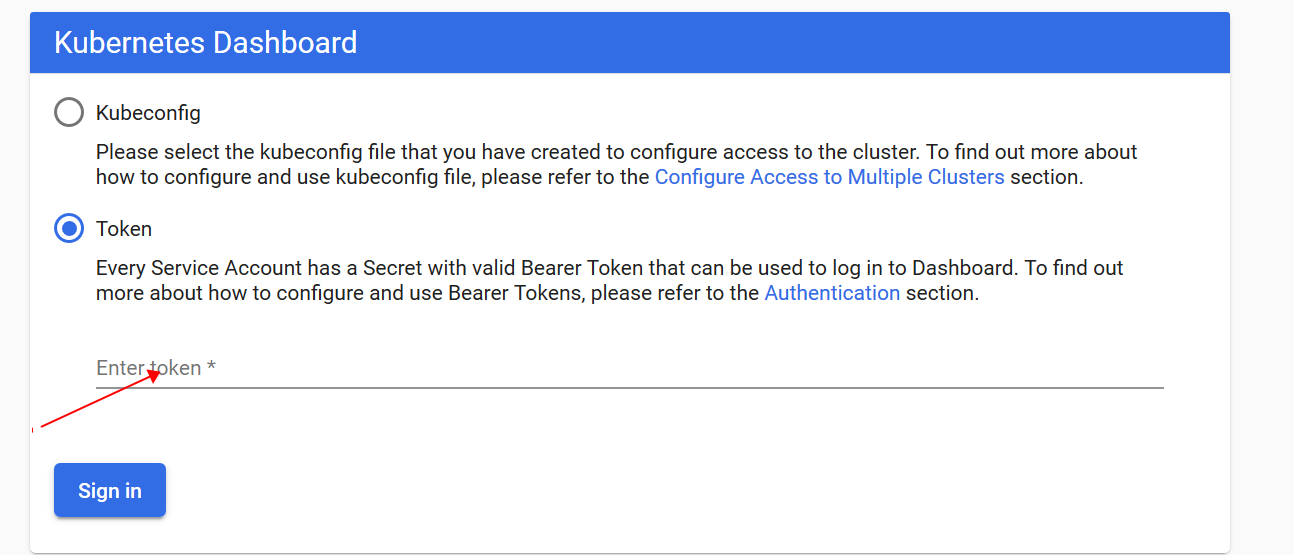 Kubernetes Dashboard
Kubeconfig
Please select the kubeconfig file that you have created to configure access to the cluster. To find out more about
how to configure and use kubeconfig file, please refer to the Configure Access to Multiple Clusters section.
Token
Every Service Account has a Secret with valid Bearer Token that can be used to log in to Dashboard. To find out
more about how to configure and use Bearer Tokens, please refer to the Authentication section.
Enter token *
Sign in